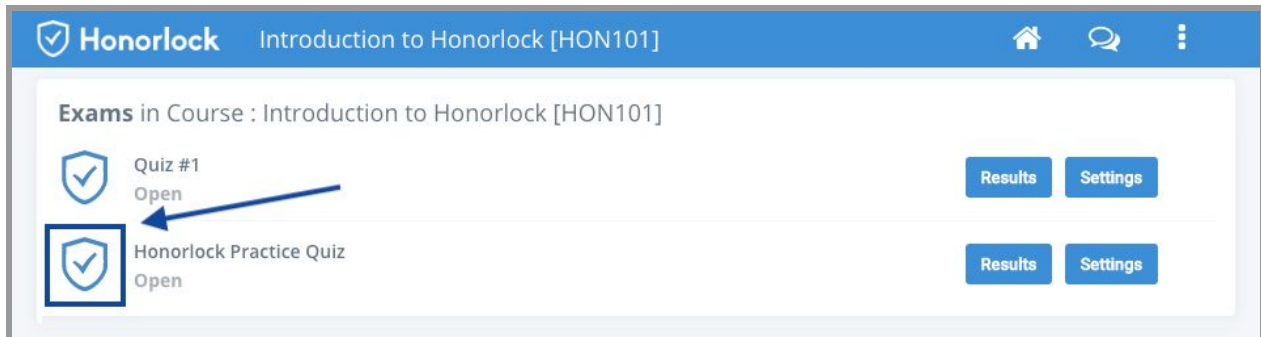 Honorlock Introduction to Honorlock [HON101]
Exams in Course : Introduction to Honorlock [HON101]
Quiz #1
Open
Results Settings
Honorlock Practice Quiz
Open
Results Settings